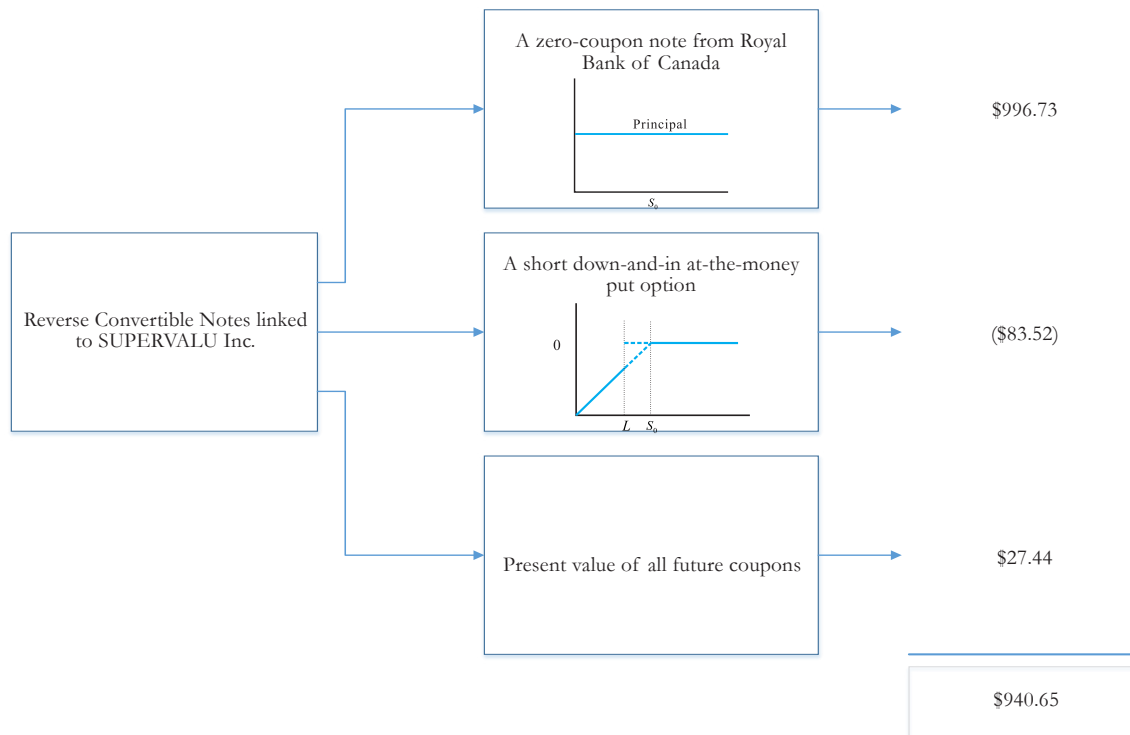 A zero-coupon note from Royal
Bank of Canada
Principal
S₀
$996.73
Reverse Convertible Notes linked
to SUPERVALU Inc.
A short down-and-in at-the-money
put option
0
L S₀
($83.52)
Present value of all future coupons
$27.44
$940.65